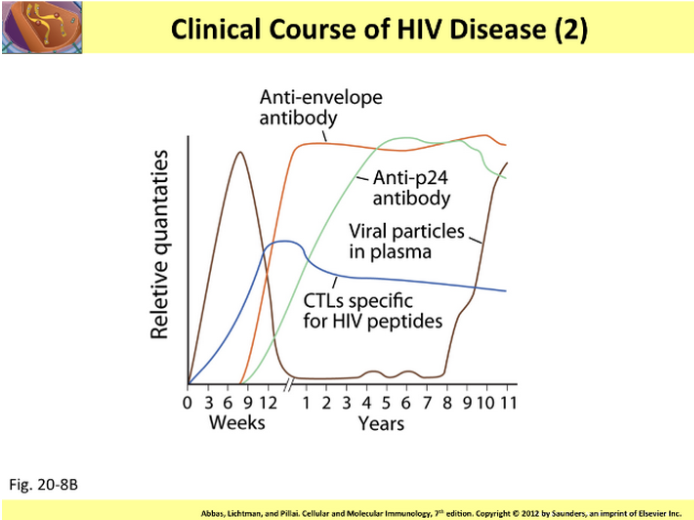 Clinical Course of HIV Disease (2)
Anti-envelope
antibody
Anti-p24
antibody
Viral particles
in plasma
CTLs specific
for HIV peptides
Reletive quantaties
0 3 6 9 12 1 2 3 4 5 6 7 8 9 10 11
Weeks Years
Fig. 20-8B
Abbas, Lichtman, and Pillai. Cellular and Molecular Immunology, 7th edition. Copyright © 2012 by Saunders, an imprint of Elsevier Inc.